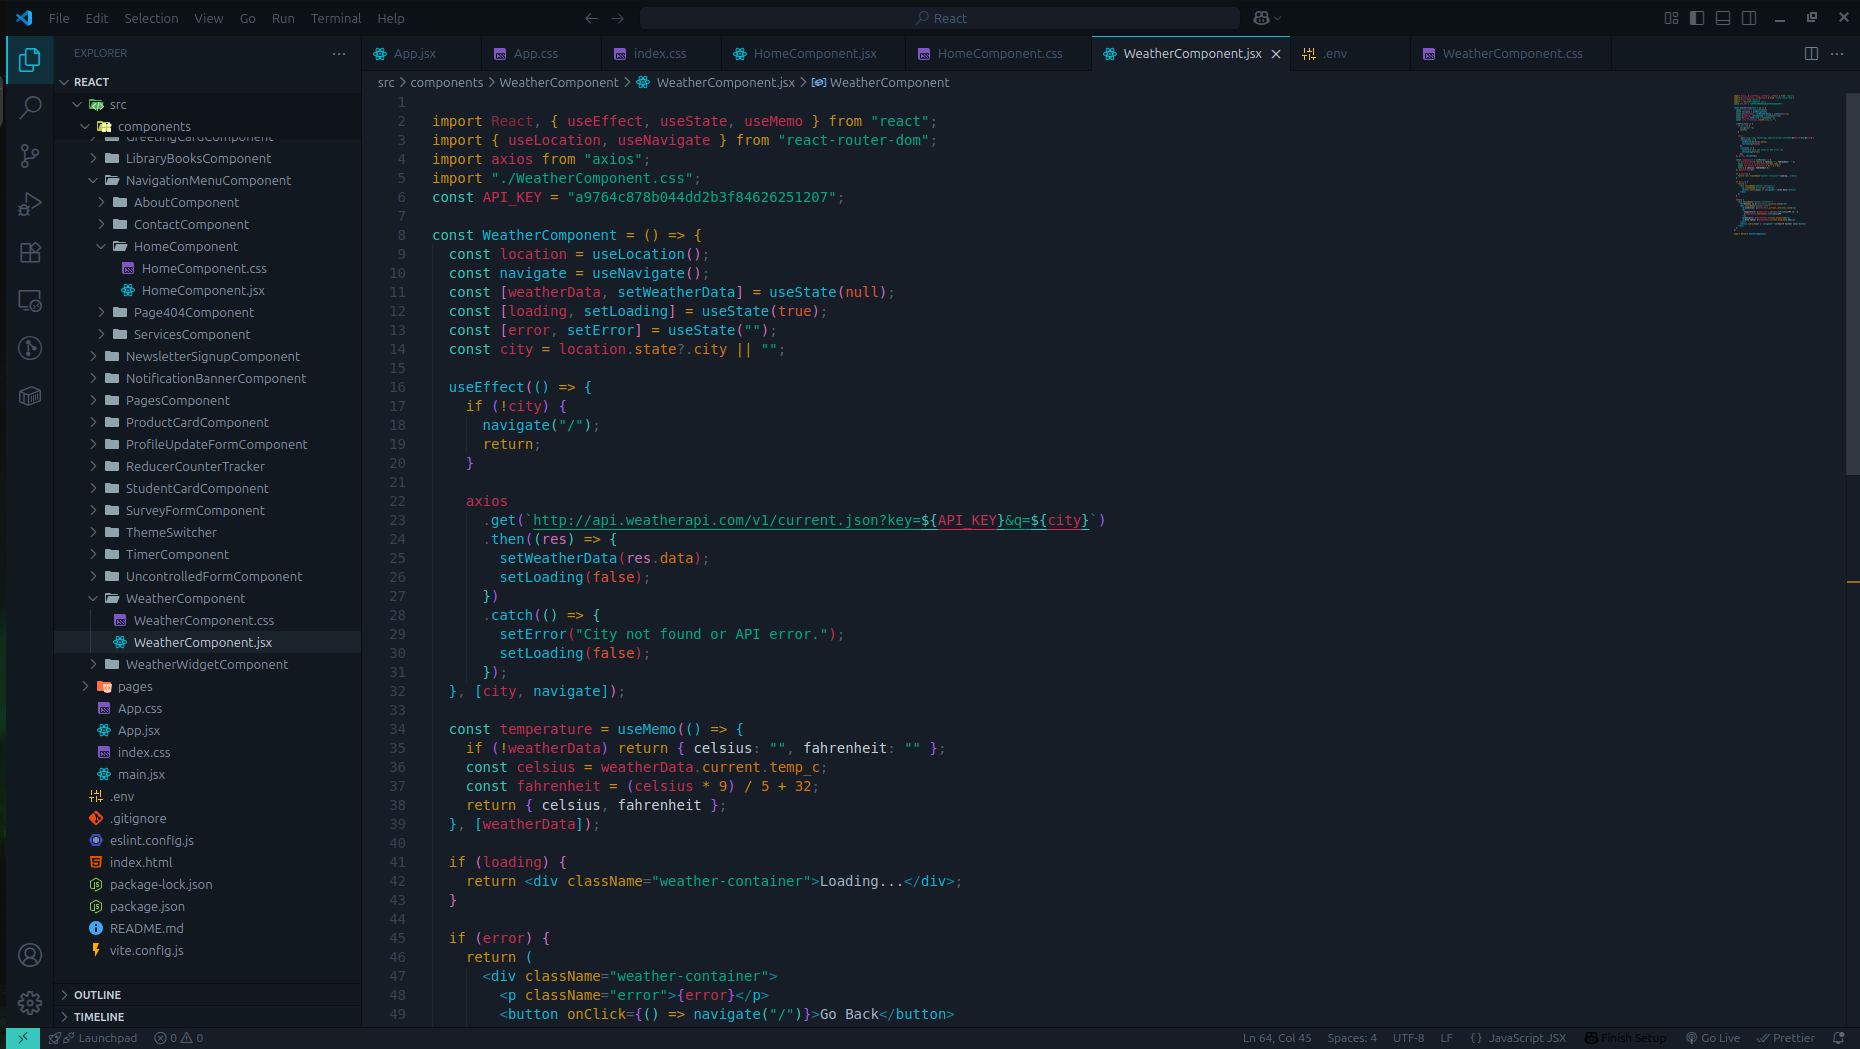 File Edit Selection View Go Run Terminal Help
React
EXPLORER
REACT
src
components
GreetingCardComponent
LibraryBooksComponent
NavigationMenuComponent
AboutComponent
ContactComponent
HomeComponent
HomeComponent.css
HomeComponent.jsx
Page404Component
ServicesComponent
NewsletterSignupComponent
NotificationBannerComponent
PagesComponent
ProductCardComponent
ProfileUpdateFormComponent
ReducerCounterTracker
StudentCardComponent
SurveyFormComponent
ThemeSwitcher
TimerComponent
UncontrolledFormComponent
WeatherComponent
WeatherComponent.css
WeatherComponent.jsx
WeatherWidgetComponent
pages
App.css
App.jsx
index.css
main.jsx
.env
.gitignore
eslint.config.js
index.html
package-lock.json
package.json
README.md
vite.config.js
OUTLINE
TIMELINE
App.jsx App.css index.css HomeComponent.jsx HomeComponent.css WeatherComponent.jsx .env WeatherComponent.css
src > components > WeatherComponent > WeatherComponent.jsx > WeatherComponent
1
2 import React, { useEffect, useState, useMemo } from "react";
3 import { useLocation, useNavigate } from "react-router-dom";
4 import axios from "axios";
5 import "./WeatherComponent.css";
6 const API_KEY = "a9764c878b044dd2b3f84626251207";
7
8 const WeatherComponent = () => {
9 const location = useLocation();
10 const navigate = useNavigate();
11 const [weatherData, setWeatherData] = useState(null);
12 const [loading, setLoading] = useState(true);
13 const [error, setError] = useState("");
14 const city = location.state?.city || "";
15
16 useEffect(() => {
17 if (!city) {
18 navigate("/");
19 return;
20 }
21
22 axios
23 .get(`http://api.weatherapi.com/v1/current.json?key=${API_KEY}&q=${city}`)
24 .then((res) => {
25 setWeatherData(res.data);
26 setLoading(false);
27 })
28 .catch(() => {
29 setError("City not found or API error.");
30 setLoading(false);
31 });
32 }, [city, navigate]);
33
34 const temperature = useMemo(() => {
35 if (!weatherData) return { celsius: "", fahrenheit: "" };
36 const celsius = weatherData.current.temp_c;
37 const fahrenheit = (celsius * 9) / 5 + 32;
38 return { celsius, fahrenheit };
39 }, [weatherData]);
40
41 if (loading) {
42 return <div className="weather-container">Loading...</div>;
43 }
44
45 if (error) {
46 return (
47 <div className="weather-container">
48 <p className="error">{error}</p>
49 <button onClick={() => navigate("/")}>Go Back</button>
Launchpad 0 0 Ln 64, Col 45 Spaces: 4 UTF-8 LF {} JavaScript JSX Finish Setup Go Live Prettier